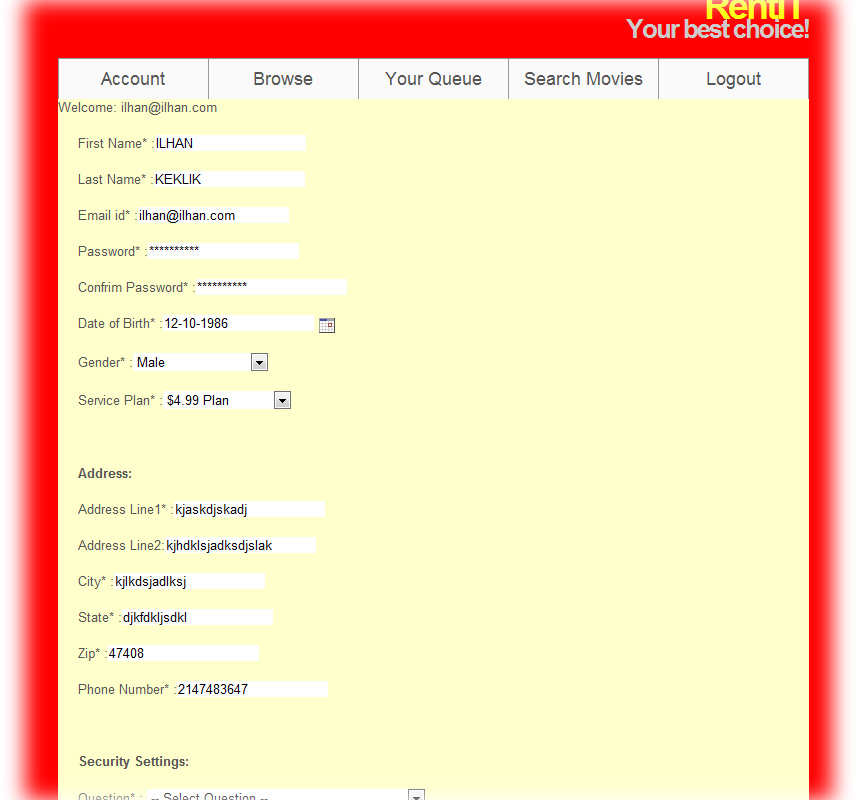 RentIT
Your best choice!
Account Browse Your Queue Search Movies Logout
Welcome: ilhan@ilhan.com
First Name* :ILHAN
Last Name* :KEKLIK
Email id* :ilhan@ilhan.com
Password* :**********
Confrim Password* :**********
Date of Birth* :12-10-1986
Gender* : Male
Service Plan* : $4.99 Plan
Address:
Address Line1* :kjaskdjskadj
Address Line2:kjhdklsjadksdjslak
City* :kjlkdsjadlksj
State* :djkfdkljsdkl
Zip* :47408
Phone Number* :2147483647
Security Settings:
Question* : -- Select Question --